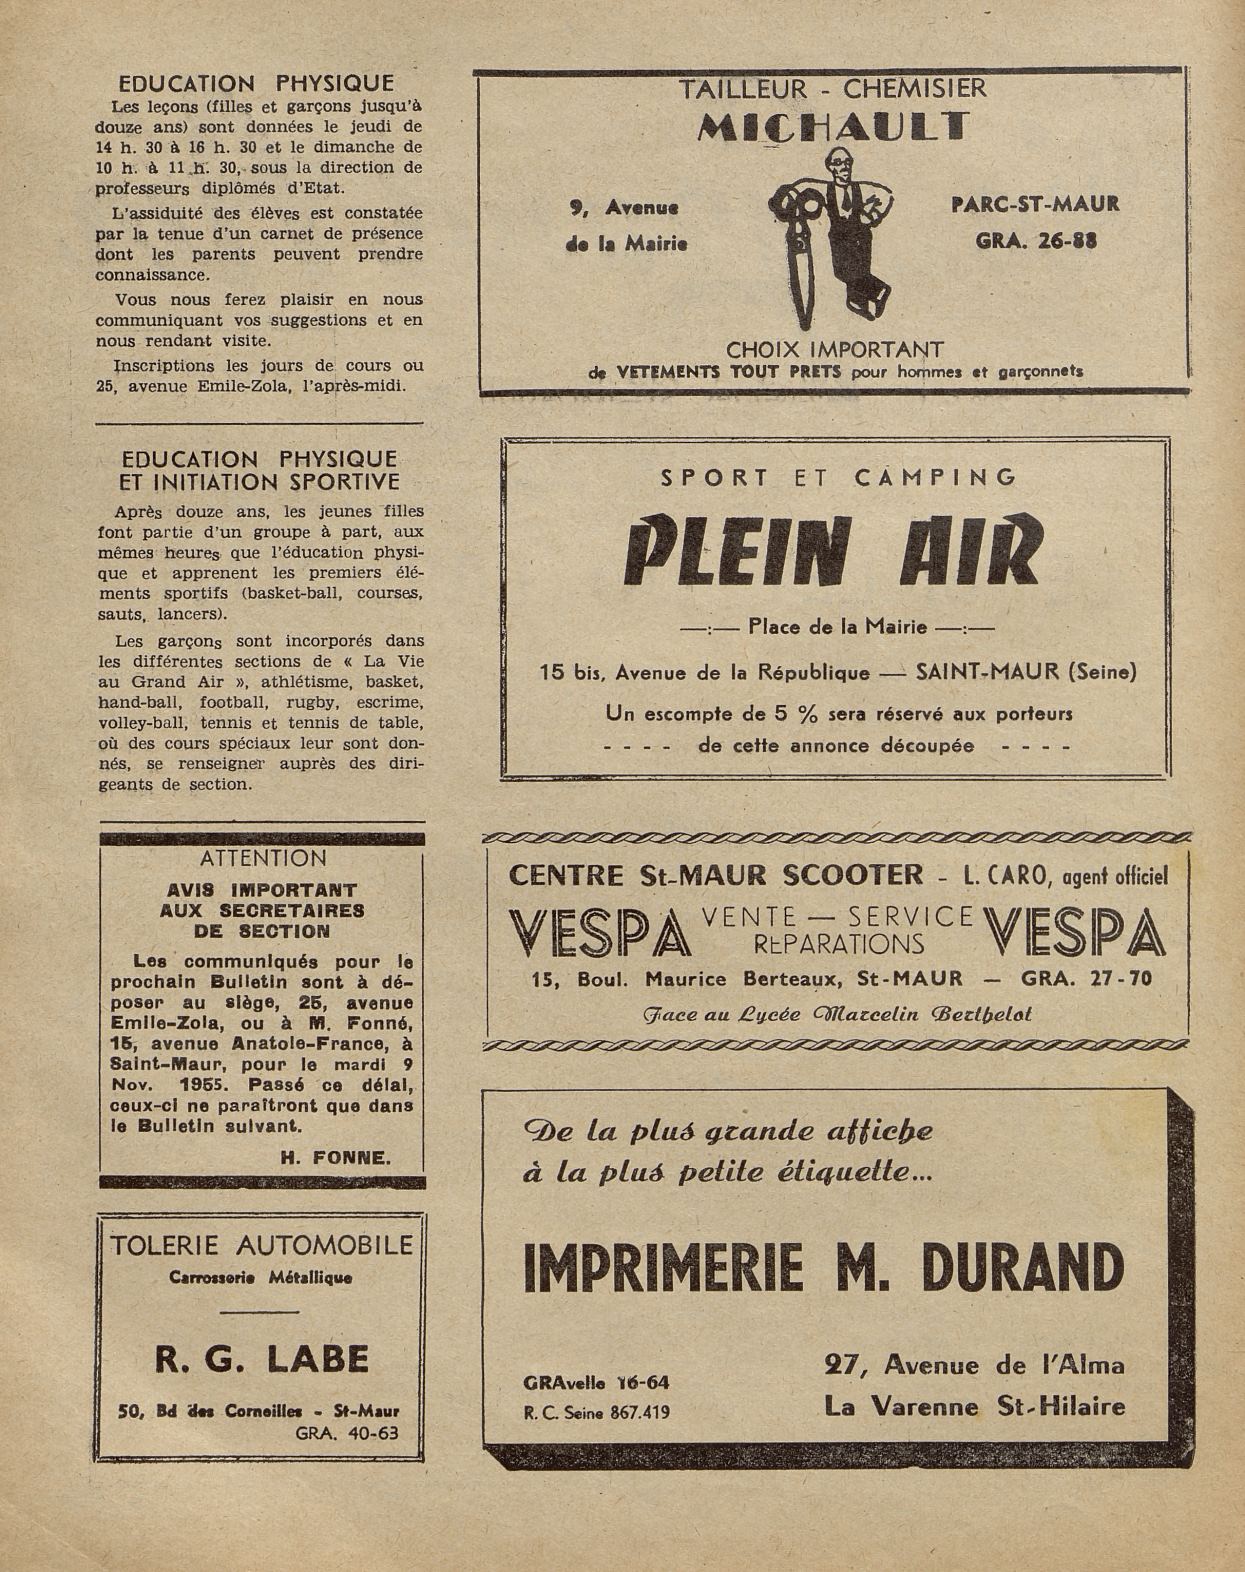 EDUCATION PHYSIQUE
Les leçons (filles et garçons jusqu'à
douze ans) sont données le jeudi de
14 h. 30 à 16 h. 30 et le dimanche de
10 h. à 11 h. 30, sous la direction de
professeurs diplômés d'Etat.
L'assiduité des élèves est constatée
par la tenue d'un carnet de présence
dont les parents peuvent prendre
connaissance.
Vous nous ferez plaisir en nous
communiquant vos suggestions et en
nous rendant visite.
Inscriptions les jours de cours ou
25, avenue Emile-Zola, l'après-midi.
EDUCATION PHYSIQUE
ET INITIATION SPORTIVE
Après douze ans, les jeunes filles
font partie d'un groupe à part, aux
mêmes heures que l'éducation physi-
que et apprenent les premiers élé-
ments sportifs (basket-ball, courses,
sauts, lancers).
Les garçons sont incorporés dans
les différentes sections de « La Vie
au Grand Air », athlétisme, basket,
hand-ball, football, rugby, escrime,
volley-ball, tennis et tennis de table,
où des cours spéciaux leur sont don-
nés, se renseigner auprès des diri-
geants de section.
ATTENTION
AVIS IMPORTANT
AUX SECRETAIRES
DE SECTION
Les communiqués pour le
prochain Bulletin sont à dé-
poser au siège, 25, avenue
Emile-Zola, ou à M. Fonné,
15, avenue Anatole-France, à
Saint-Maur, pour le mardi 9
Nov. 1955. Passé ce délai,
ceux-ci ne paraîtront que dans
le Bulletin suivant.
H. FONNE.
TOLERIE AUTOMOBILE
Carrosserie Métallique
R. G. LABE
50, Bd des Corneilles - St-Maur
GRA. 40-63
TAILLEUR - CHEMISIER
MICHAULT
9, Avenue
de la Mairie
PARC-ST-MAUR
GRA. 26-88
CHOIX IMPORTANT
de VETEMENTS TOUT PRETS pour hommes et garçonnets
SPORT ET CAMPING
PLEIN AIR
—:— Place de la Mairie —:—
15 bis, Avenue de la République — SAINT-MAUR (Seine)
Un escompte de 5 % sera réservé aux porteurs
- - - - de cette annonce découpée - - - -
CENTRE St-MAUR SCOOTER - L. CARO, agent officiel
VESPA VENTE — SERVICE VESPA
REPARATIONS
15, Boul. Maurice Berteaux, St-MAUR — GRA. 27-70
Face au Lycée Marcelin Berthelot
De la plus grande affiche
à la plus petite étiquette...
IMPRIMERIE M. DURAND
GRAvelle 16-64
R. C. Seine 867.419
27, Avenue de l'Alma
La Varenne St-Hilaire